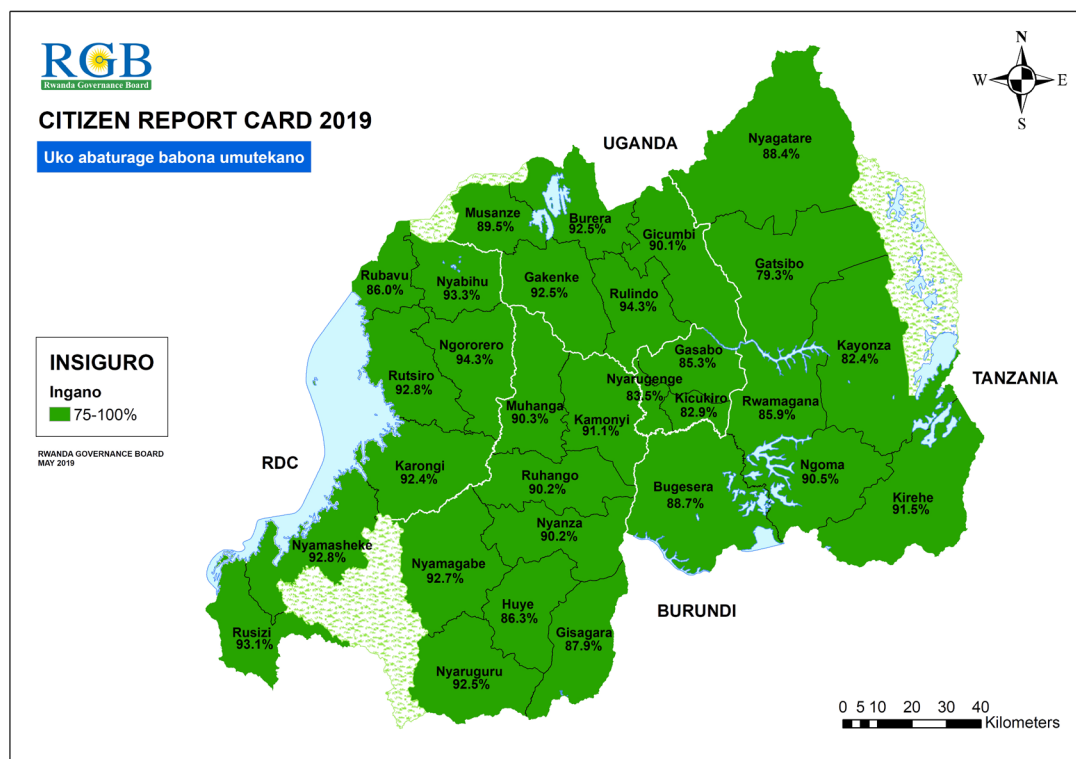 RGB
Rwanda Governance Board
CITIZEN REPORT CARD 2019
Uko abaturage babona umutekano
N
W
E
S
UGANDA
Nyagatare
88.4%
Musanze
89.5%
Burera
92.5%
Gicumbi
90.1%
Gatsibo
79.3%
Rubavu
86.0%
Nyabihu
93.3%
Gakenke
92.5%
Rulindo
94.3%
Kayonza
82.4%
Ngororero
94.3%
Gasabo
85.3%
Rutsiro
92.8%
Nyarugenge
83.5%
Kicukiro
82.9%
Rwamagana
85.9%
Muhanga
90.3%
Kamonyi
91.1%
TANZANIA
INSIGURO
Ingano
75-100%
RWANDA GOVERNANCE BOARD
MAY 2019
RDC
Karongi
92.4%
Ruhango
90.2%
Bugesera
88.7%
Ngoma
90.5%
Kirehe
91.5%
Nyanza
90.2%
Nyamasheke
92.8%
Nyamagabe
92.7%
Huye
86.3%
BURUNDI
Rusizi
93.1%
Gisagara
87.9%
Nyaruguru
92.5%
0 5 10 20 30 40
Kilometers